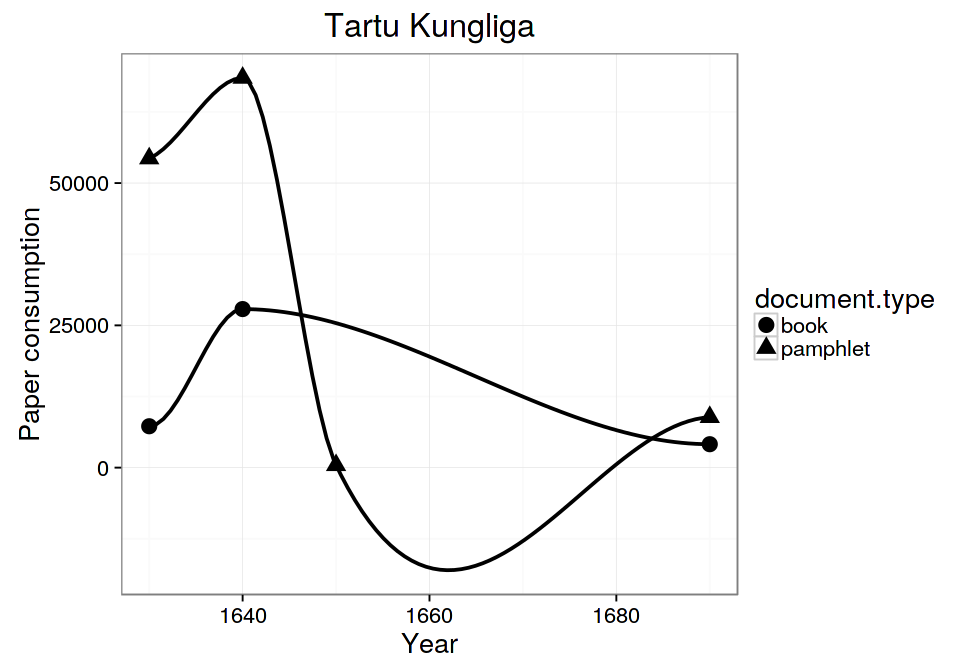 Tartu Kungliga
Paper consumption
50000
25000
0
1640
1660
1680
Year
document.type
book
pamphlet